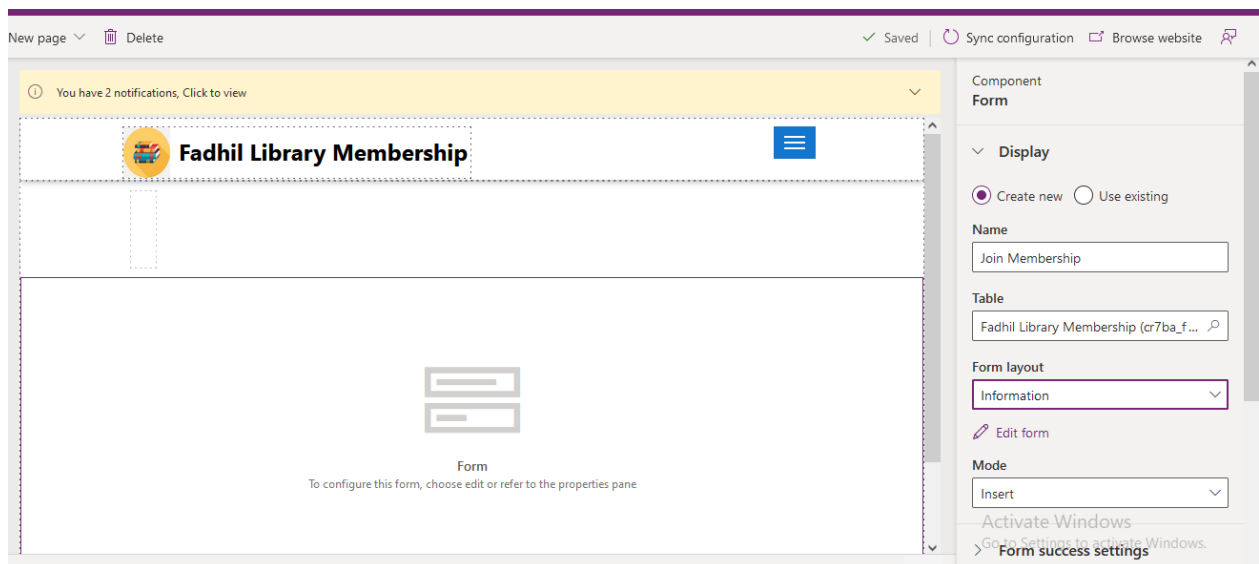 New page
Delete
Saved
Sync configuration
Browse website
You have 2 notifications, Click to view
Fadhil Library Membership
Form
To configure this form, choose edit or refer to the properties pane
Component
Form
Display
Create new
Use existing
Name
Join Membership
Table
Fadhil Library Membership (cr7ba_f...
Form layout
Information
Edit form
Mode
Insert
Activate Windows
Go to Settings to activate Windows.
Form success settings